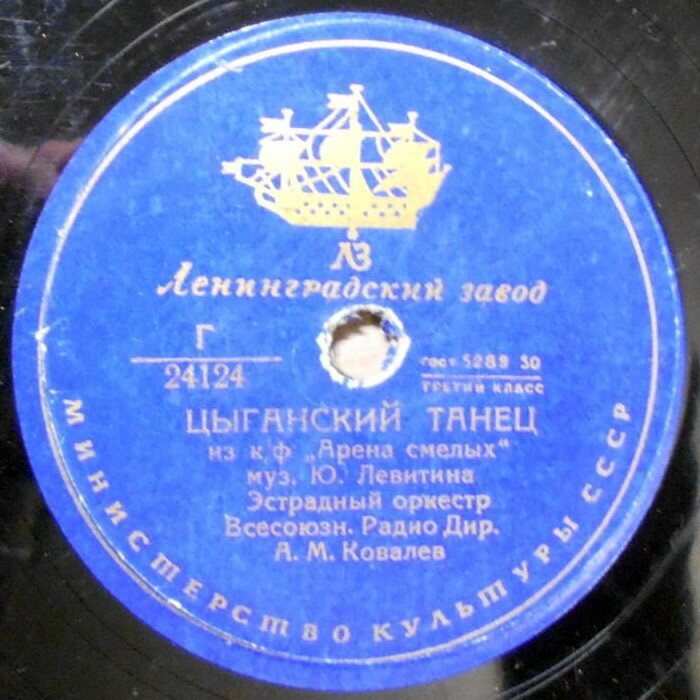 ЛЗ
Ленинградский завод
Г
24124
гост 5289 50
ТРЕТИЙ КЛАСС
ЦЫГАНСКИЙ ТАНЕЦ
из к/ф „Арена смелых“
муз. Ю. Левитина
Эстрадный оркестр
Всесоюзн. Радио Дир.
А. М. Ковалев
МИНИСТЕРСТВО КУЛЬТУРЫ СССР